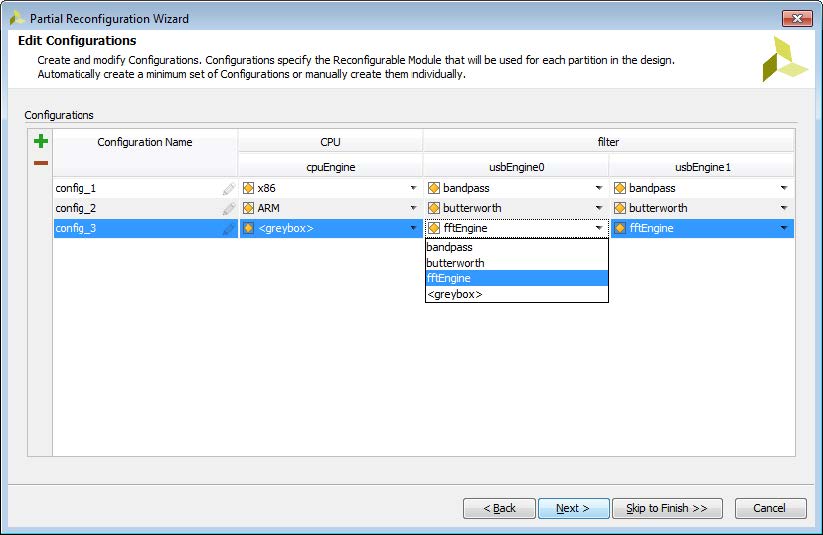 Partial Reconfiguration Wizard
Edit Configurations
Create and modify Configurations. Configurations specify the Reconfigurable Module that will be used for each partition in the design.
Automatically create a minimum set of Configurations or manually create them individually.
Configurations
Configuration Name CPU filter
cpuEngine usbEngine0 usbEngine1
config_1 x86 bandpass bandpass
config_2 ARM butterworth butterworth
config_3 <greybox> fftEngine fftEngine
bandpass
butterworth
fftEngine
<greybox>
< Back Next > Skip to Finish >> Cancel